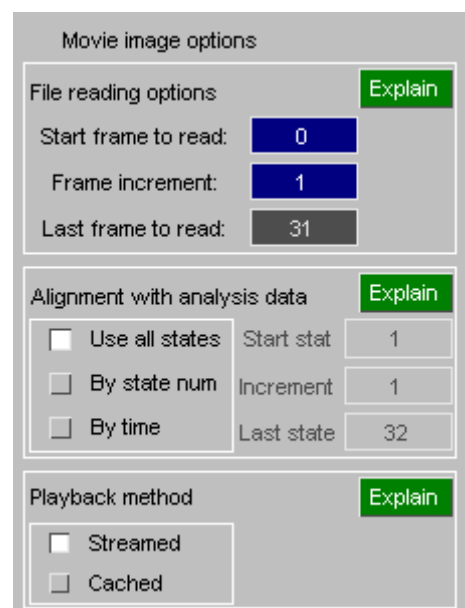 Movie image options
File reading options Explain
Start frame to read: 0
Frame increment: 1
Last frame to read: 31
Alignment with analysis data Explain
Use all states Start stat 1
By state num Increment 1
By time Last state 32
Playback method Explain
Streamed
Cached